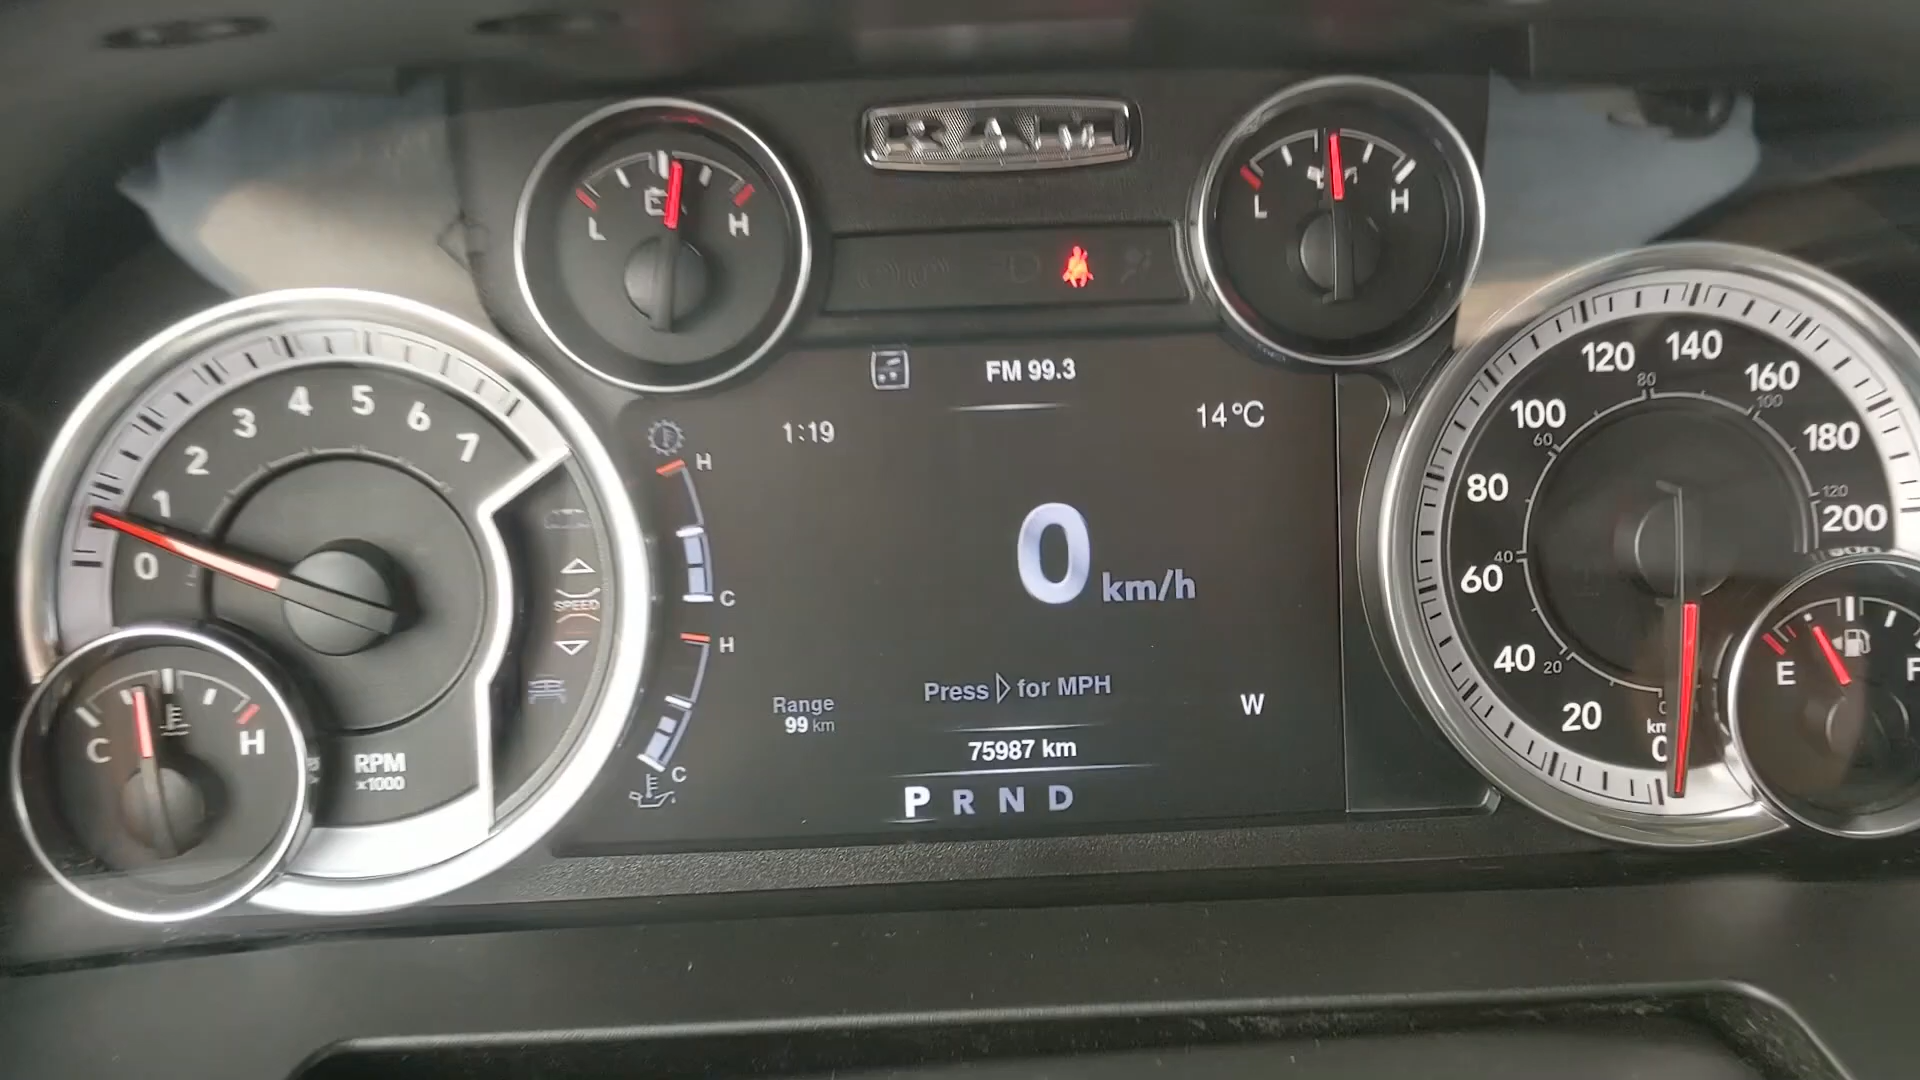 RAM
L H
L H
FM 99.3
1:19
14°C
0 km/h
Press ▷ for MPH
Range
99 km
W
75987 km
P R N D
H
C
H
C
0 1 2 3 4 5 6 7
RPM
x1000
SPEED
C H
0 20 40 60 80 100 120 140 160 180 200
20 40 60 80 100 120
km
E F